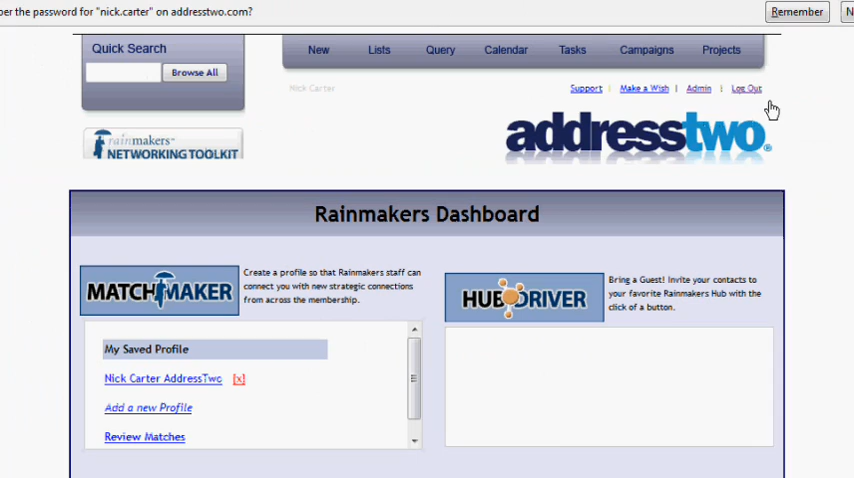 ber the password for "nick.carter" on addresstwo.com?
Remember
N
Quick Search
Browse All
New Lists Query Calendar Tasks Campaigns Projects
Nick Carter
Support | Make a Wish | Admin | Log Out
rainmakers™
NETWORKING TOOLKIT
addresstwo®
Rainmakers Dashboard
MATCHMAKER
Create a profile so that Rainmakers staff can
connect you with new strategic connections
from across the membership.
My Saved Profile
Nick Carter AddressTwo [x]
Add a new Profile
Review Matches
HUB DRIVER
Bring a Guest! Invite your contacts to
your favorite Rainmakers Hub with the
click of a button.